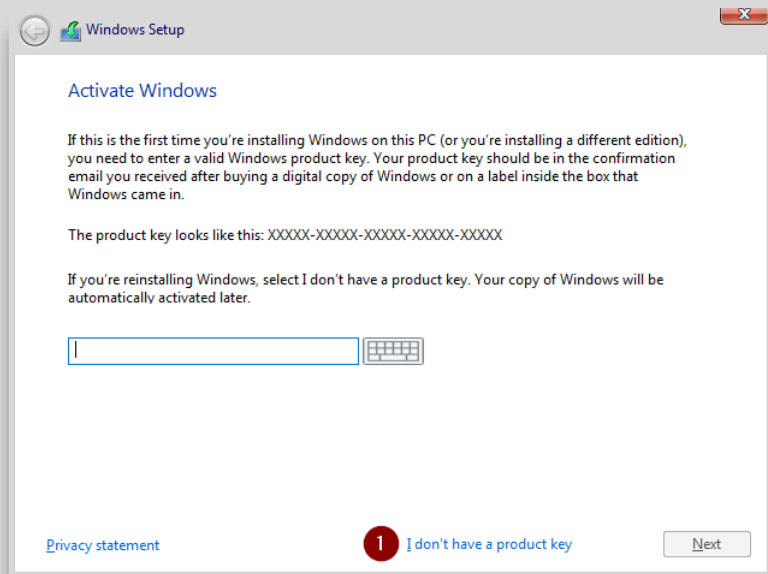 Windows Setup
Activate Windows
If this is the first time you're installing Windows on this PC (or you're installing a different edition),
you need to enter a valid Windows product key. Your product key should be in the confirmation
email you received after buying a digital copy of Windows or on a label inside the box that
Windows came in.
The product key looks like this: XXXXX-XXXXX-XXXXX-XXXXX-XXXXX
If you're reinstalling Windows, select I don't have a product key. Your copy of Windows will be
automatically activated later.
Privacy statement
1
I don't have a product key
Next